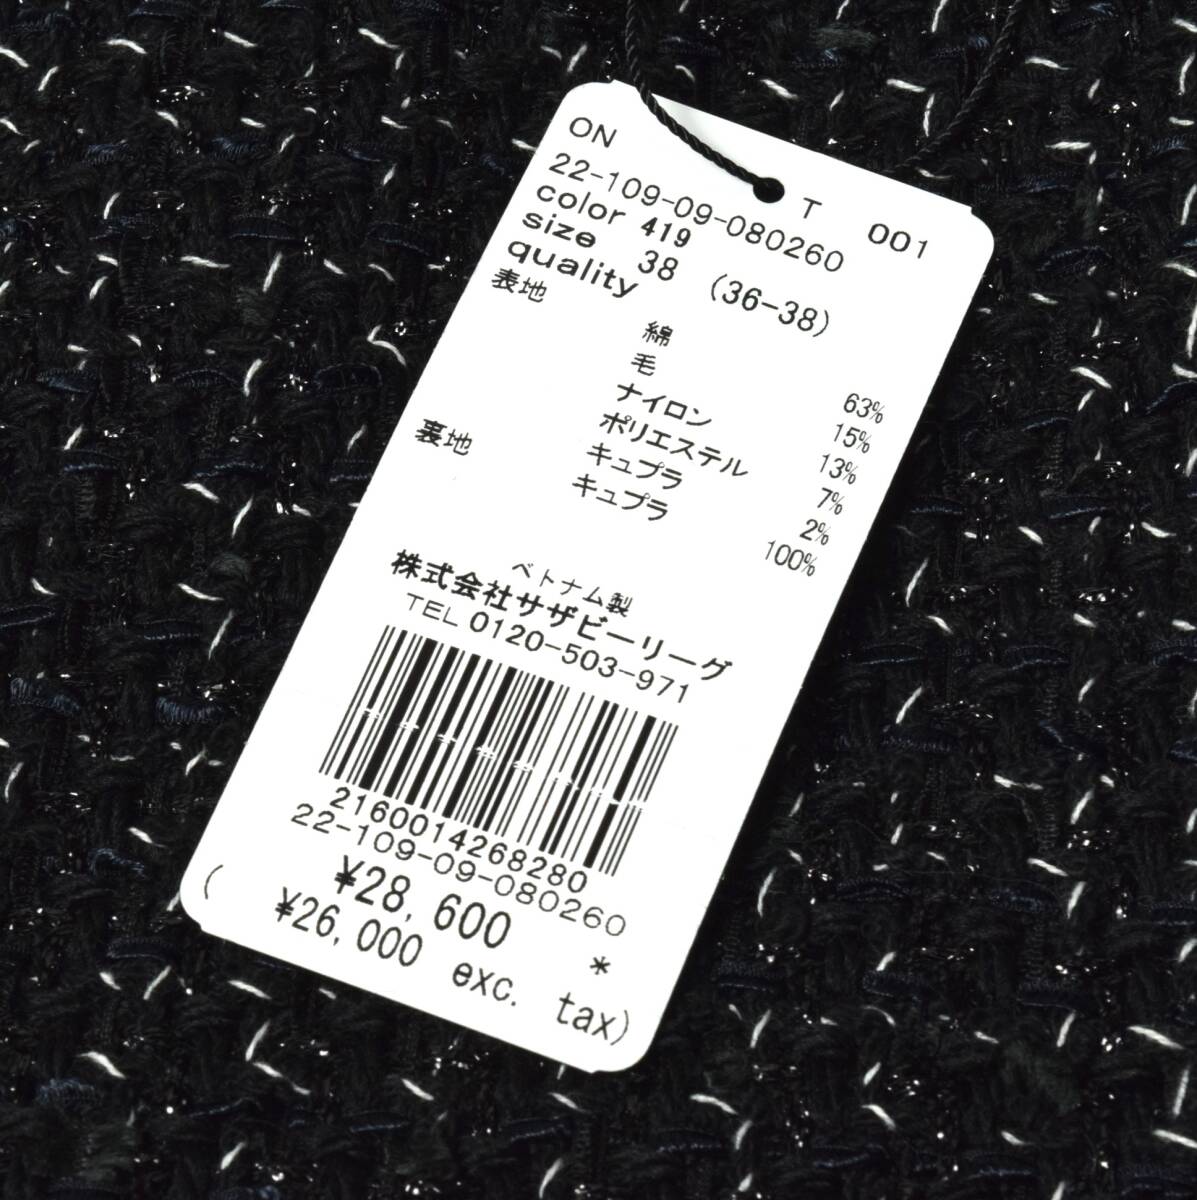 ON T 001
22-109-09-080260
color 419
size 38 (36-38)
quality
表地
綿 63%
毛 15%
ナイロン 13%
ポリエステル 7%
キュプラ 2%
裏地 キュプラ 100%
ベトナム製
株式会社サザビーリーグ
TEL 0120-503-971
2160014268280
22-109-09-080260
¥28,600 *
(¥26,000 exc. tax)